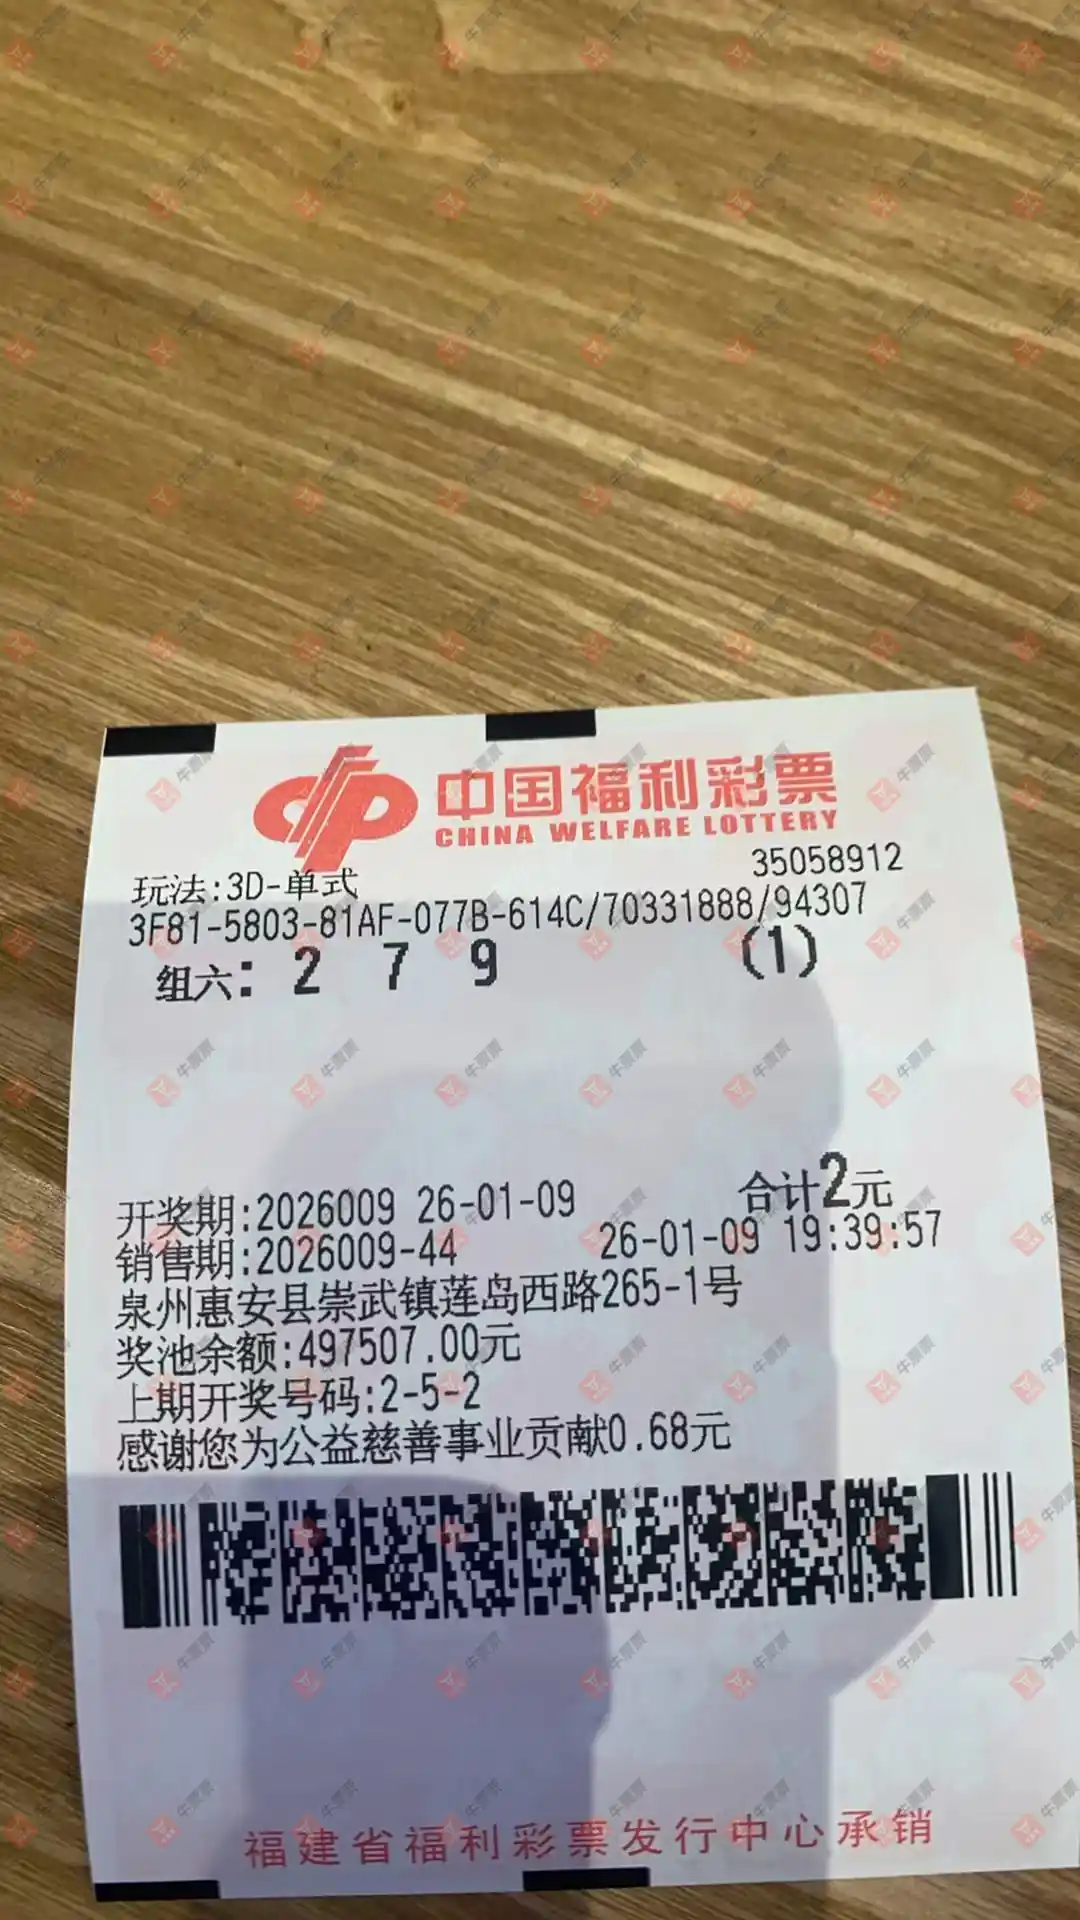 中国福利彩票
CHINA WELFARE LOTTERY
35058912
玩法:3D-单式
3F81-5803-81AF-077B-614C/70331888/94307
组六: 2 7 9 (1)
合计2元
开奖期:2026009 26-01-09
销售期:2026009-44 26-01-09 19:39:57
泉州惠安县崇武镇莲岛西路265-1号
奖池余额:497507.00元
上期开奖号码:2-5-2
感谢您为公益慈善事业贡献0.68元
福建省福利彩票发行中心承销